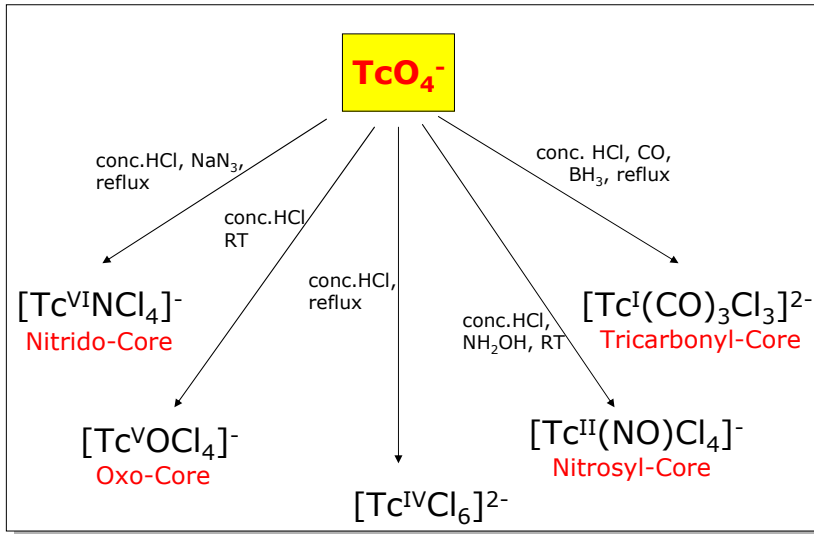 TcO₄⁻
conc.HCl, NaN₃,
reflux
conc.HCl
RT
conc.HCl,
reflux
conc.HCl,
NH₂OH, RT
conc. HCl, CO,
BH₃, reflux
[TcⱽᴵNCl₄]⁻
Nitrido-Core
[TcⱽOCl₄]⁻
Oxo-Core
[TcᴵⱽCl₆]²⁻
[Tcᴵᴵ(NO)Cl₄]⁻
Nitrosyl-Core
[Tcᴵ(CO)₃Cl₃]²⁻
Tricarbonyl-Core